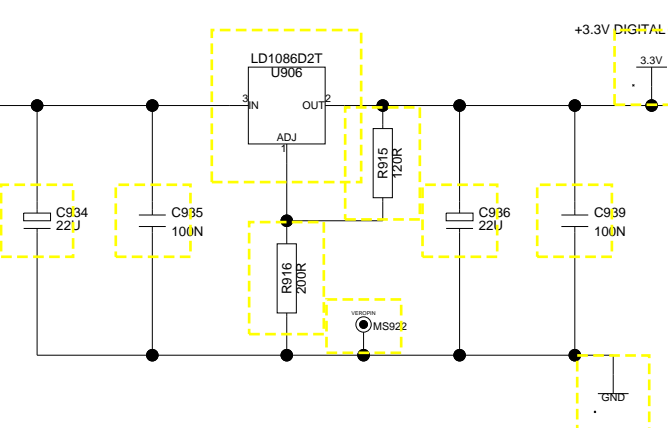 +3.3V DIGITAL
LD1086D2T
U906
3.3V
3
IN
OUT
2
ADJ
1
R915
120R
C934
22U
C935
100N
C936
22U
C939
100N
R916
200R
VEROPIN
MS922
GND